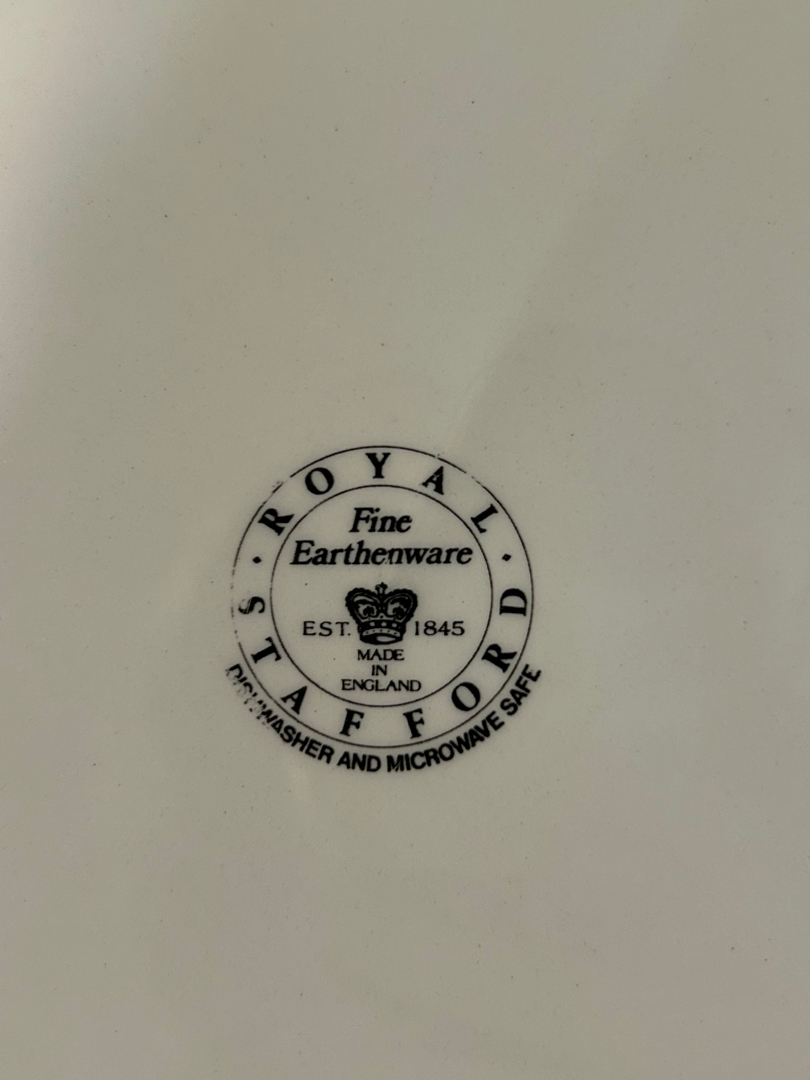 ROYAL
STAFFORD
Fine
Earthenware
EST. 1845
MADE
IN
ENGLAND
DISHWASHER AND MICROWAVE SAFE